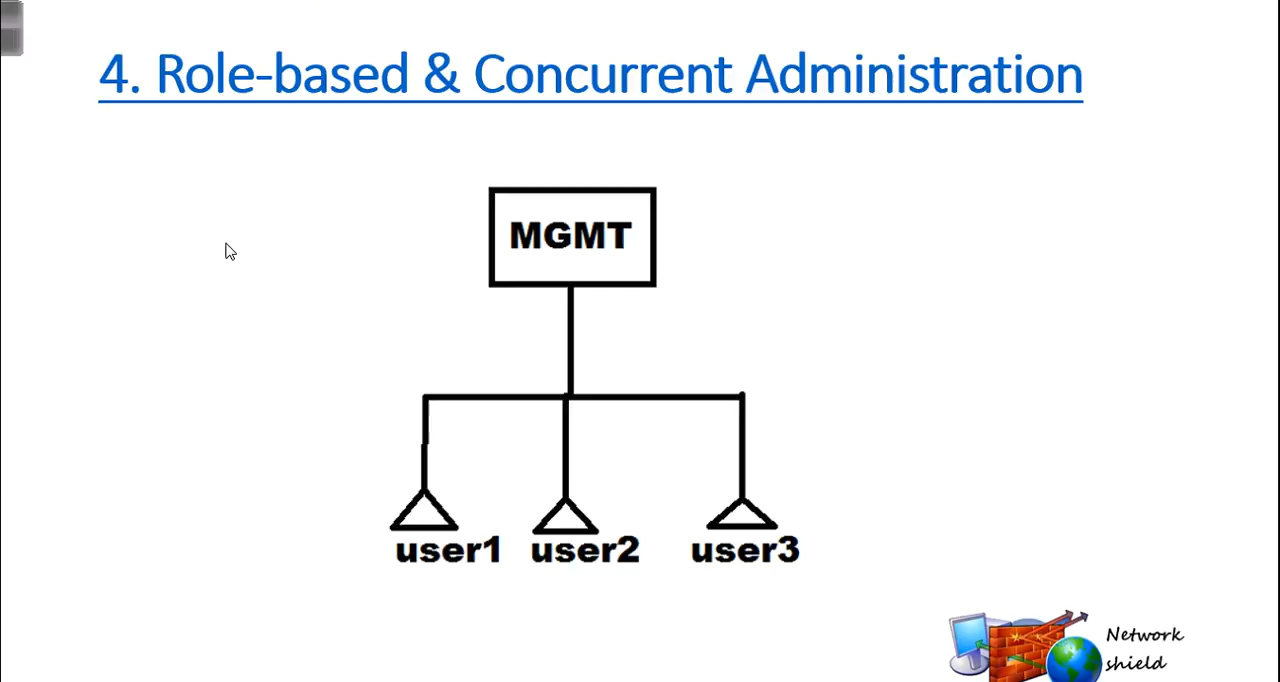 4. Role-based & Concurrent Administration
MGMT
user1 user2 user3
Network
shield